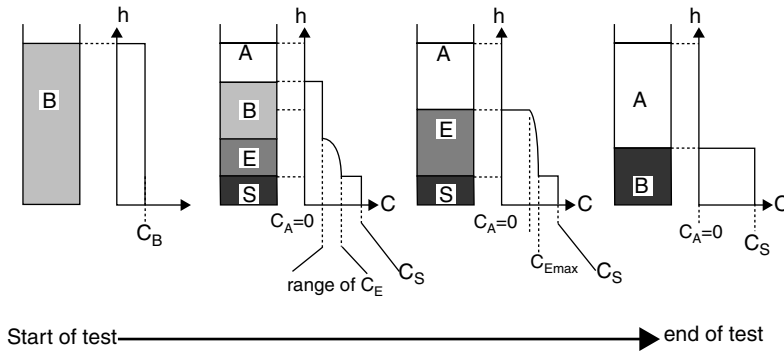 h
h
h
h
B
A
B
E
S
A
E
S
A
B
C
C
C
C_B
C_A=0
C_A=0
C_A=0
C_S
range of C_E
C_S
C_Emax
C_S
Start of test
end of test